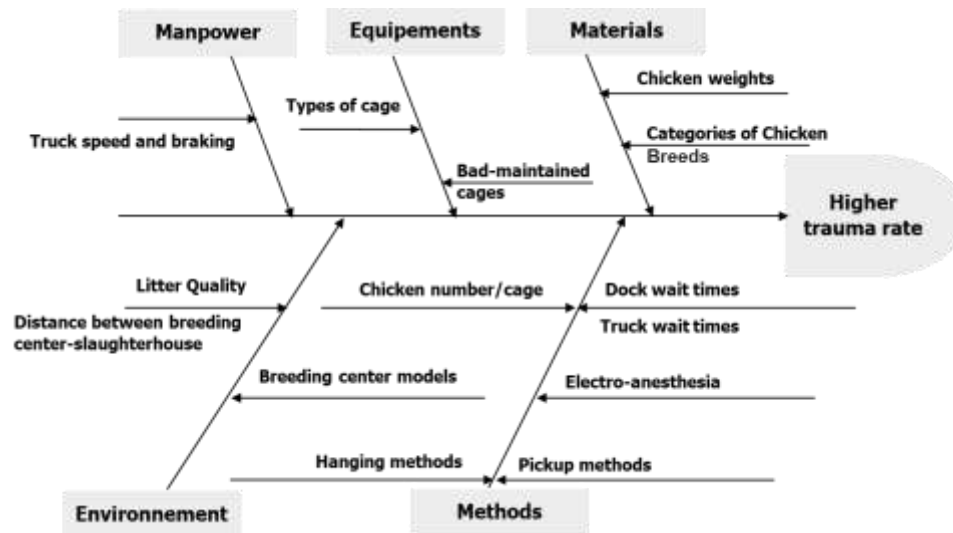 Manpower
Equipements
Materials
Chicken weights
Types of cage
Truck speed and braking
Categories of Chicken
Breeds
Bad-maintained
cages
Higher
trauma rate
Litter Quality
Chicken number/cage
Dock wait times
Distance between breeding
center-slaughterhouse
Truck wait times
Breeding center models
Electro-anesthesia
Hanging methods
Pickup methods
Environnement
Methods